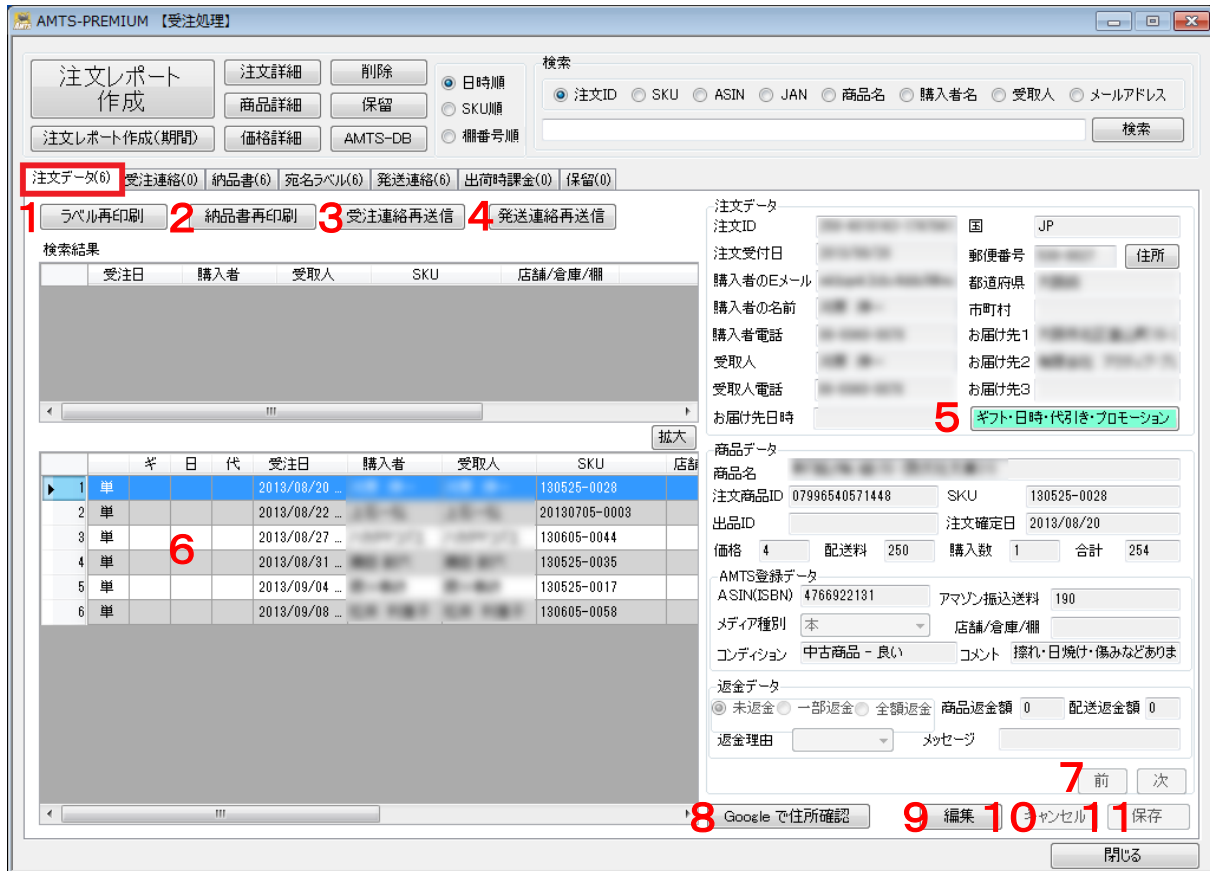 AMTS-PREMIUM 【受注処理】
注文レポート
作成
注文詳細 削除
商品詳細 保留
注文レポート作成(期間) 価格詳細 AMTS-DB
日時順
SKU順
棚番号順
検索
注文ID SKU ASIN JAN 商品名 購入者名 受取人 メールアドレス
検索
注文データ(6) 受注連絡(0) 納品書(6) 宛名ラベル(6) 発送連絡(6) 出荷時課金(0) 保留(0)
1 ラベル再印刷 2 納品書再印刷 3 受注連絡再送信 4 発送連絡再送信
検索結果
受注日 購入者 受取人 SKU 店舗/倉庫/棚
拡大
ギ 日 代 受注日 購入者 受取人 SKU 店舗
1 単 2013/08/20 ... 130525-0028
2 単 2013/08/22 ... 20130705-0003
3 単 2013/08/27 ... 130605-0044
4 単 2013/08/31 ... 130525-0035
5 単 2013/09/04 ... 130525-0017
6 単 2013/09/08 ... 130605-0058
6
注文データ
注文ID 国 JP
注文受付日 郵便番号 住所
購入者のEメール 都道府県
購入者の名前 市町村
購入者電話 お届け先1
受取人 お届け先2
受取人電話 お届け先3
お届け先日時 5 ギフト・日時・代引き・プロモーション
商品データ
商品名
注文商品ID 07996540571448 SKU 130525-0028
出品ID 注文確定日 2013/08/20
価格 4 配送料 250 購入数 1 合計 254
AMTS登録データ
ASIN(ISBN) 4766922131 アマゾン振込送料 190
メディア種別 本 店舗/倉庫/棚
コンディション 中古商品 - 良い コメント 擦れ・日焼け・傷みなどありま
返金データ
未返金 一部返金 全額返金 商品返金額 0 配送返金額 0
返金理由 メッセージ
7 前 次
8 Google で住所確認 9 編集 10 キャンセル 11 保存
閉じる